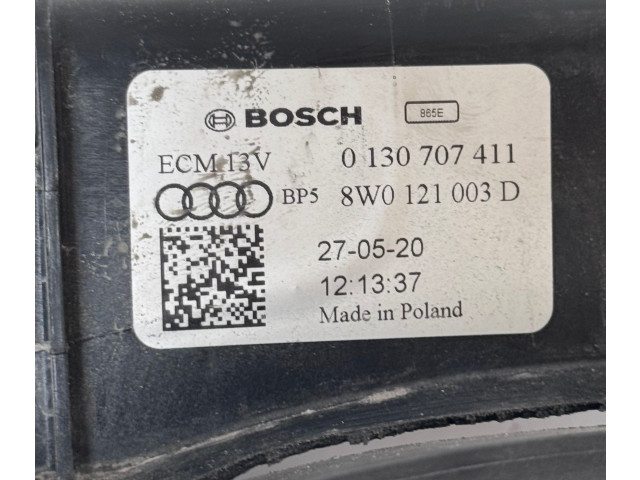 BOSCH 865E
ECM 13V 0 130 707 411
BP5 8W0 121 003 D
27-05-20
12:13:37
Made in Poland